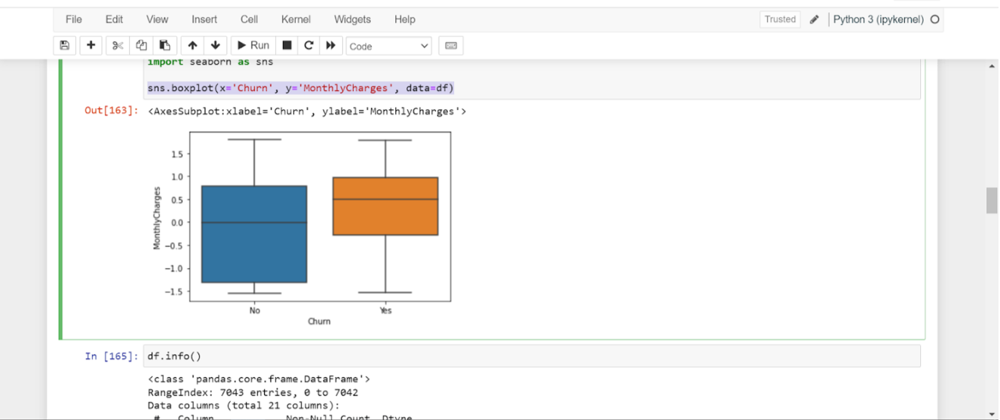 File Edit View Insert Cell Kernel Widgets Help Trusted Python 3 (ipykernel)
Run Code
import seaborn as sns
sns.boxplot(x='Churn', y='MonthlyCharges', data=df)
Out[163]: <AxesSubplot:xlabel='Churn', ylabel='MonthlyCharges'>
1.5
1.0
0.5
0.0
−0.5
−1.0
−1.5
MonthlyCharges
No Yes
Churn
In [165]: df.info()
<class 'pandas.core.frame.DataFrame'>
RangeIndex: 7043 entries, 0 to 7042
Data columns (total 21 columns):
# Column Non-Null Count Dtype